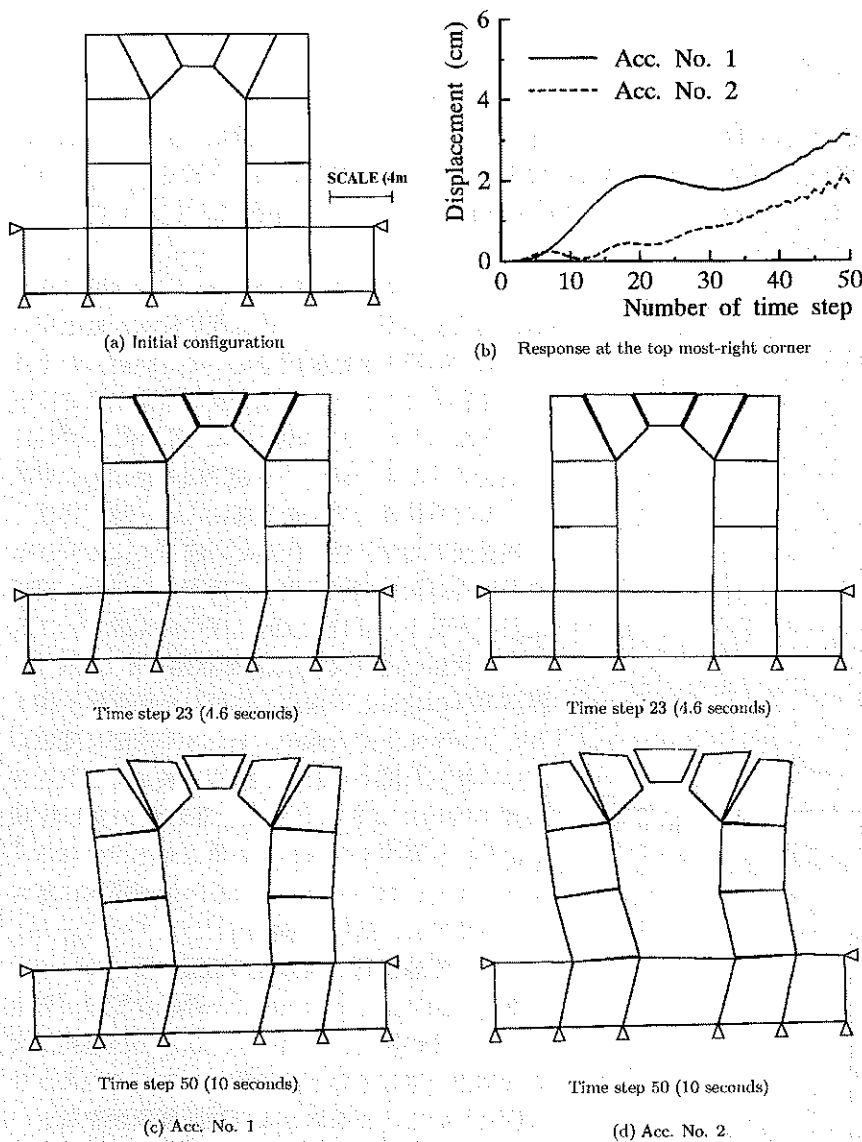 SCALE (4m
(a) Initial configuration
6
4
2
0
Displacement (cm)
Acc. No. 1
Acc. No. 2
0 10 20 30 40 50
Number of time step
(b) Response at the top most-right corner
Time step 23 (4.6 seconds)
Time step 23 (4.6 seconds)
Time step 50 (10 seconds)
Time step 50 (10 seconds)
(c) Acc. No. 1
(d) Acc. No. 2